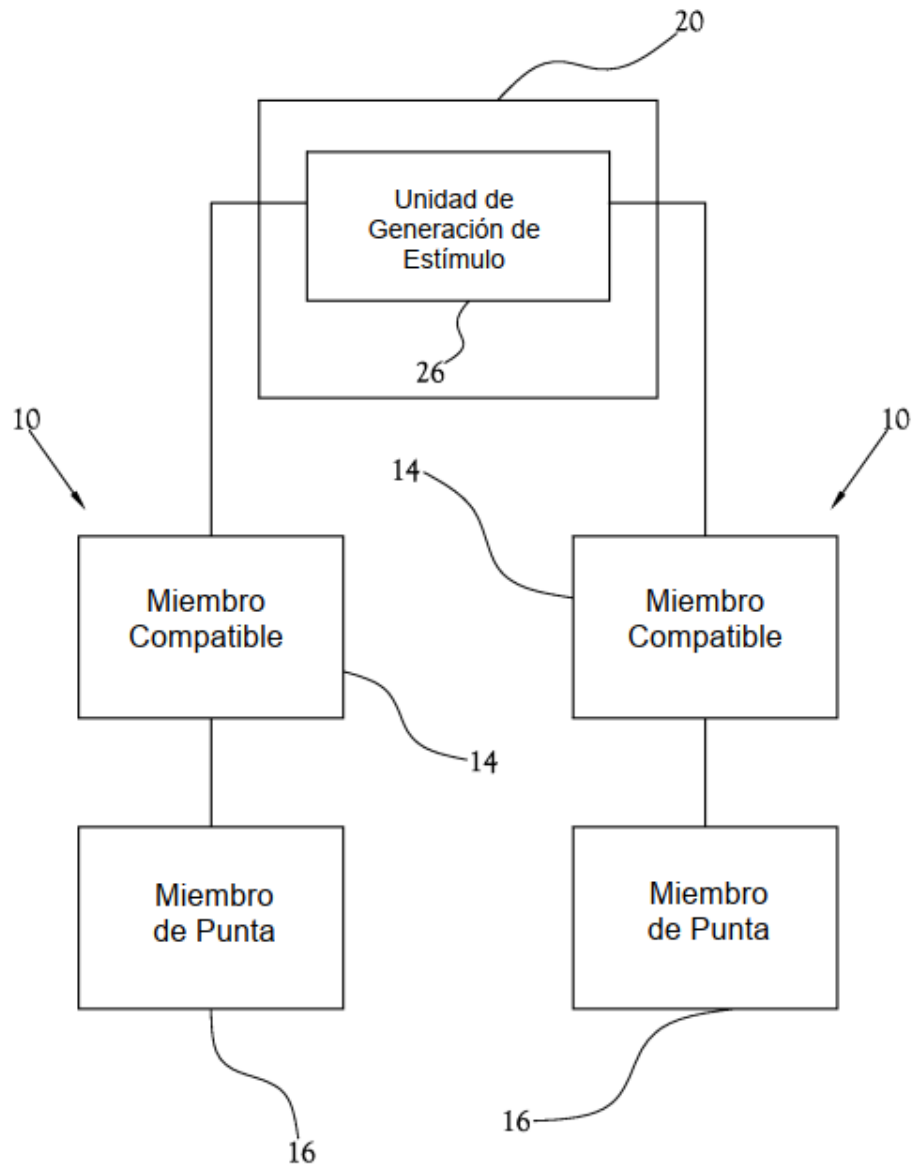 20
Unidad de
Generación de
Estímulo
26
10
10
14
Miembro
Compatible
Miembro
Compatible
14
Miembro
de Punta
Miembro
de Punta
16
16